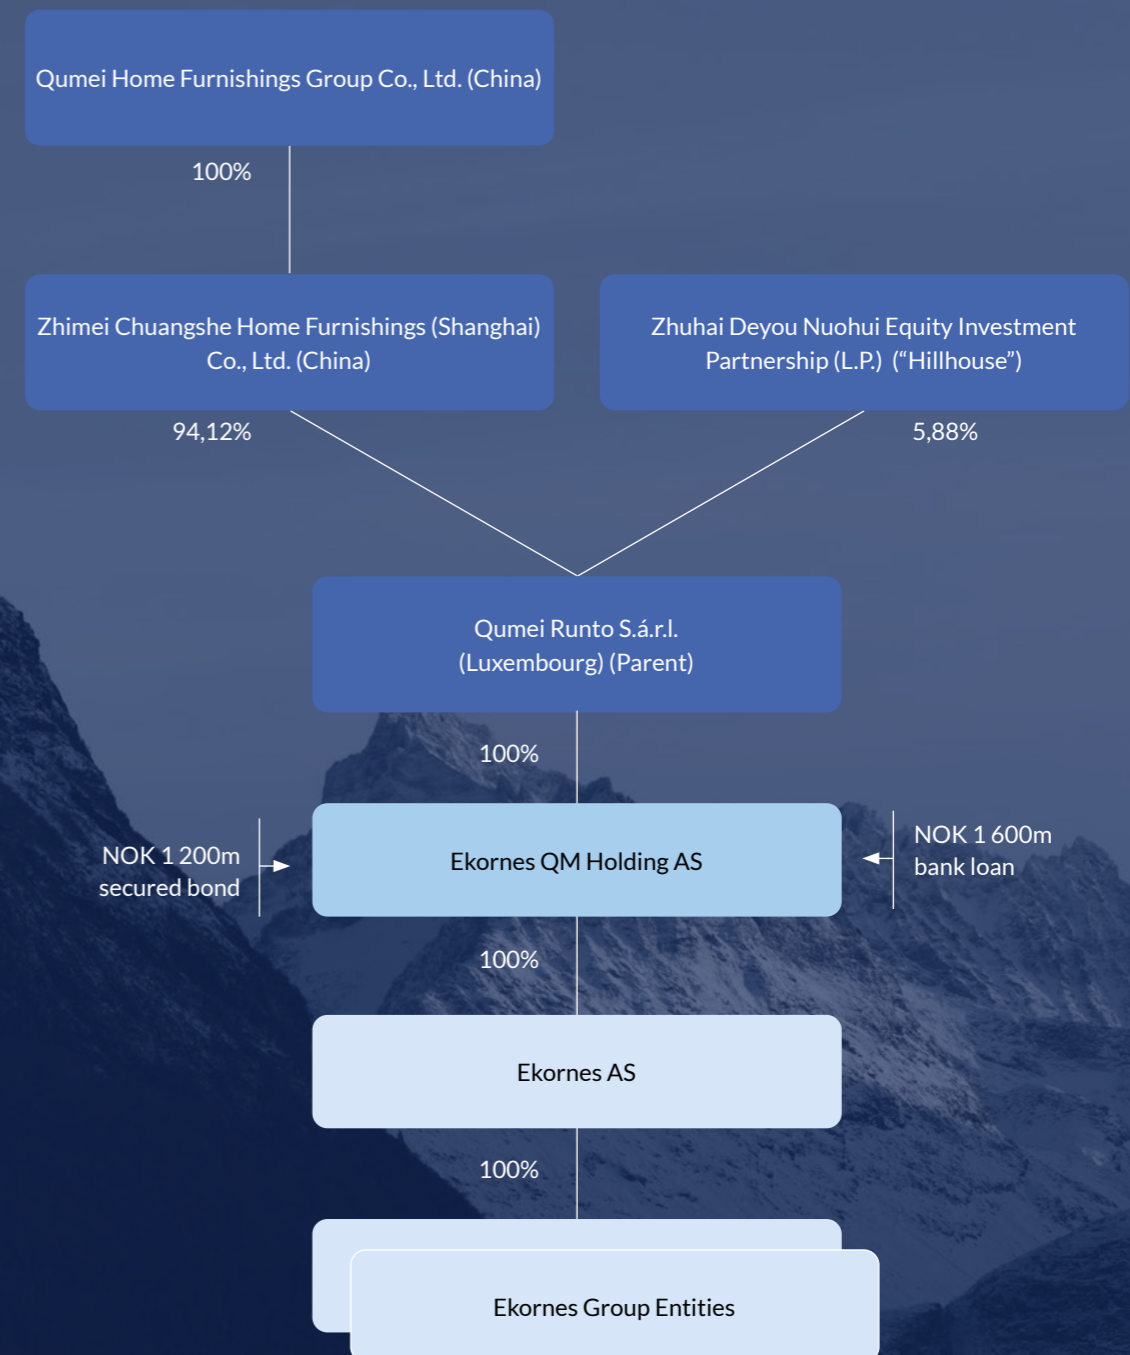 Qumei Home Furnishings Group Co., Ltd. (China)
100%
Zhimei Chuangshe Home Furnishings (Shanghai)
Co., Ltd. (China)
Zhuhai Deyou Nuohui Equity Investment
Partnership (L.P.) (“Hillhouse”)
94,12%
5,88%
Qumei Runto S.á.r.l.
(Luxembourg) (Parent)
100%
NOK 1 200m
secured bond
Ekornes QM Holding AS
NOK 1 600m
bank loan
100%
Ekornes AS
100%
Ekornes Group Entities